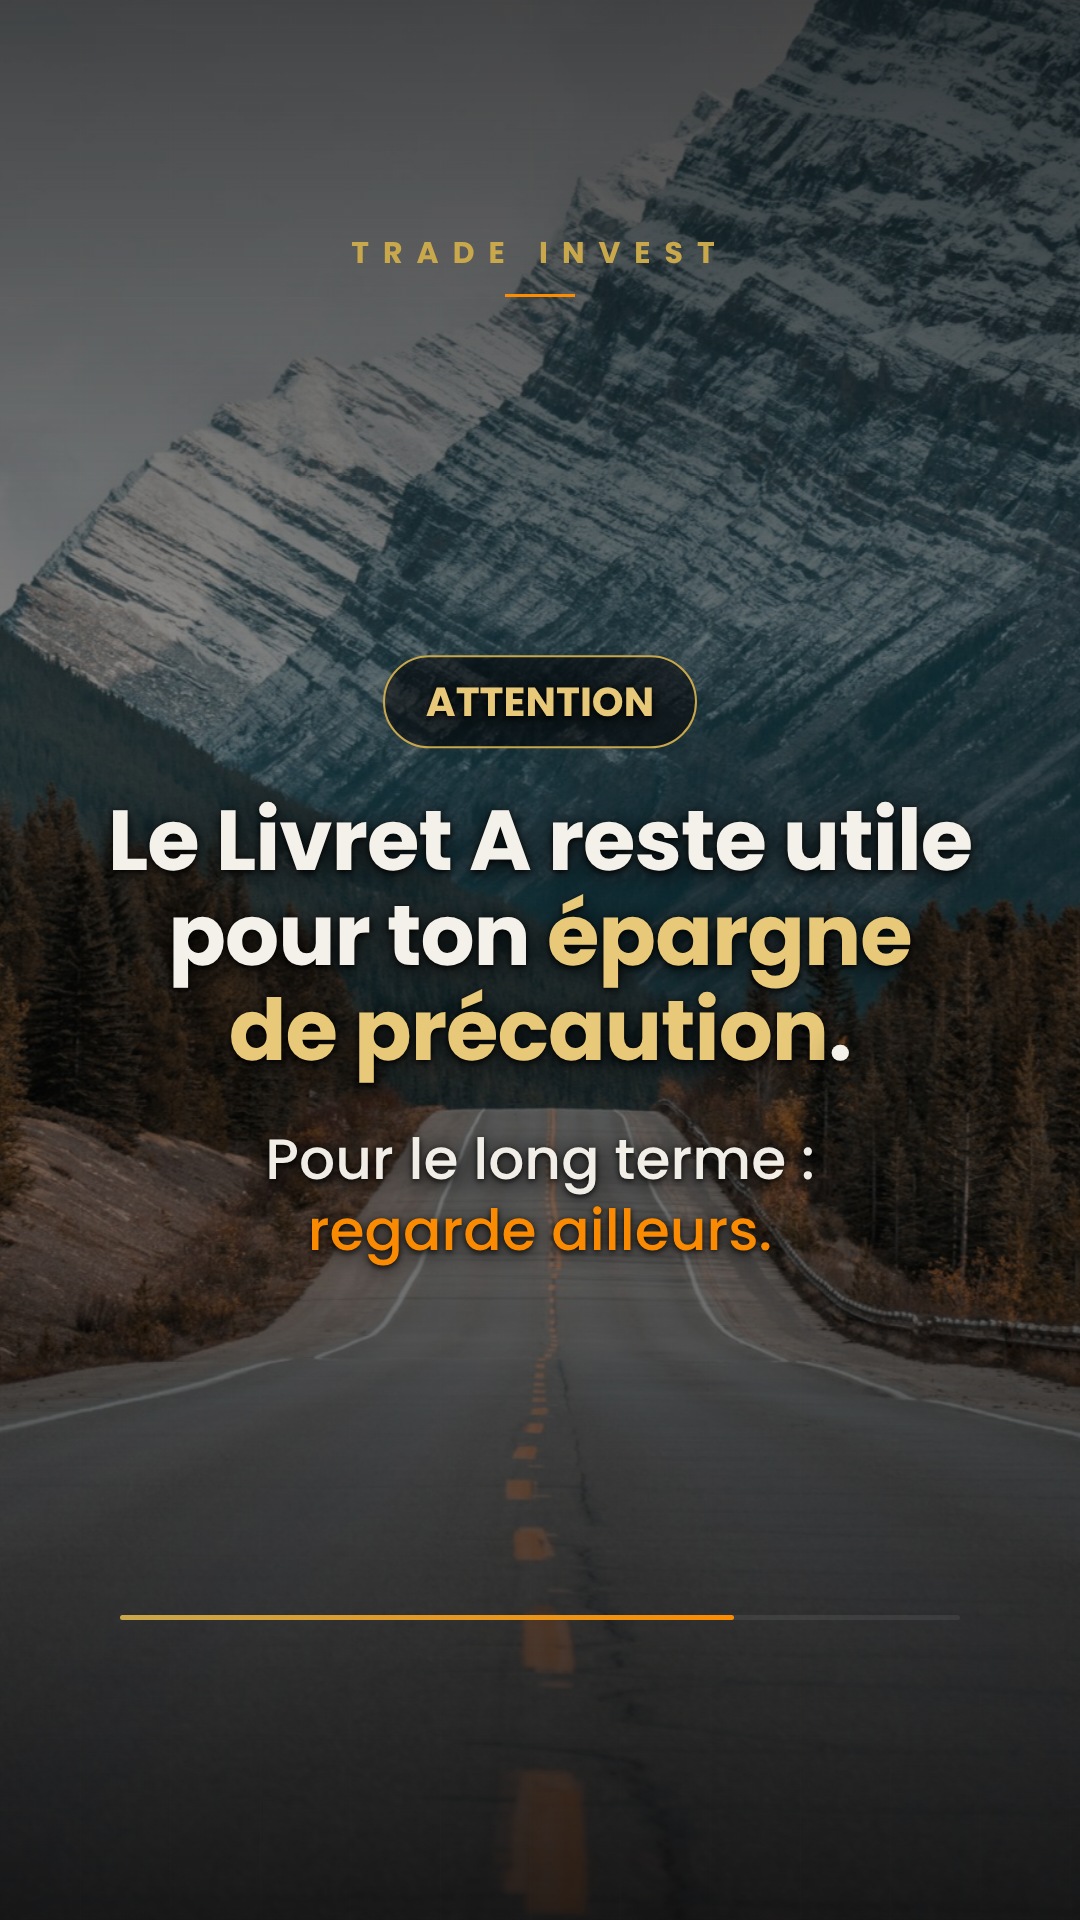 TRADE INVEST
ATTENTION
Le Livret A reste utile
pour ton épargne
de précaution.
Pour le long terme :
regarde ailleurs.